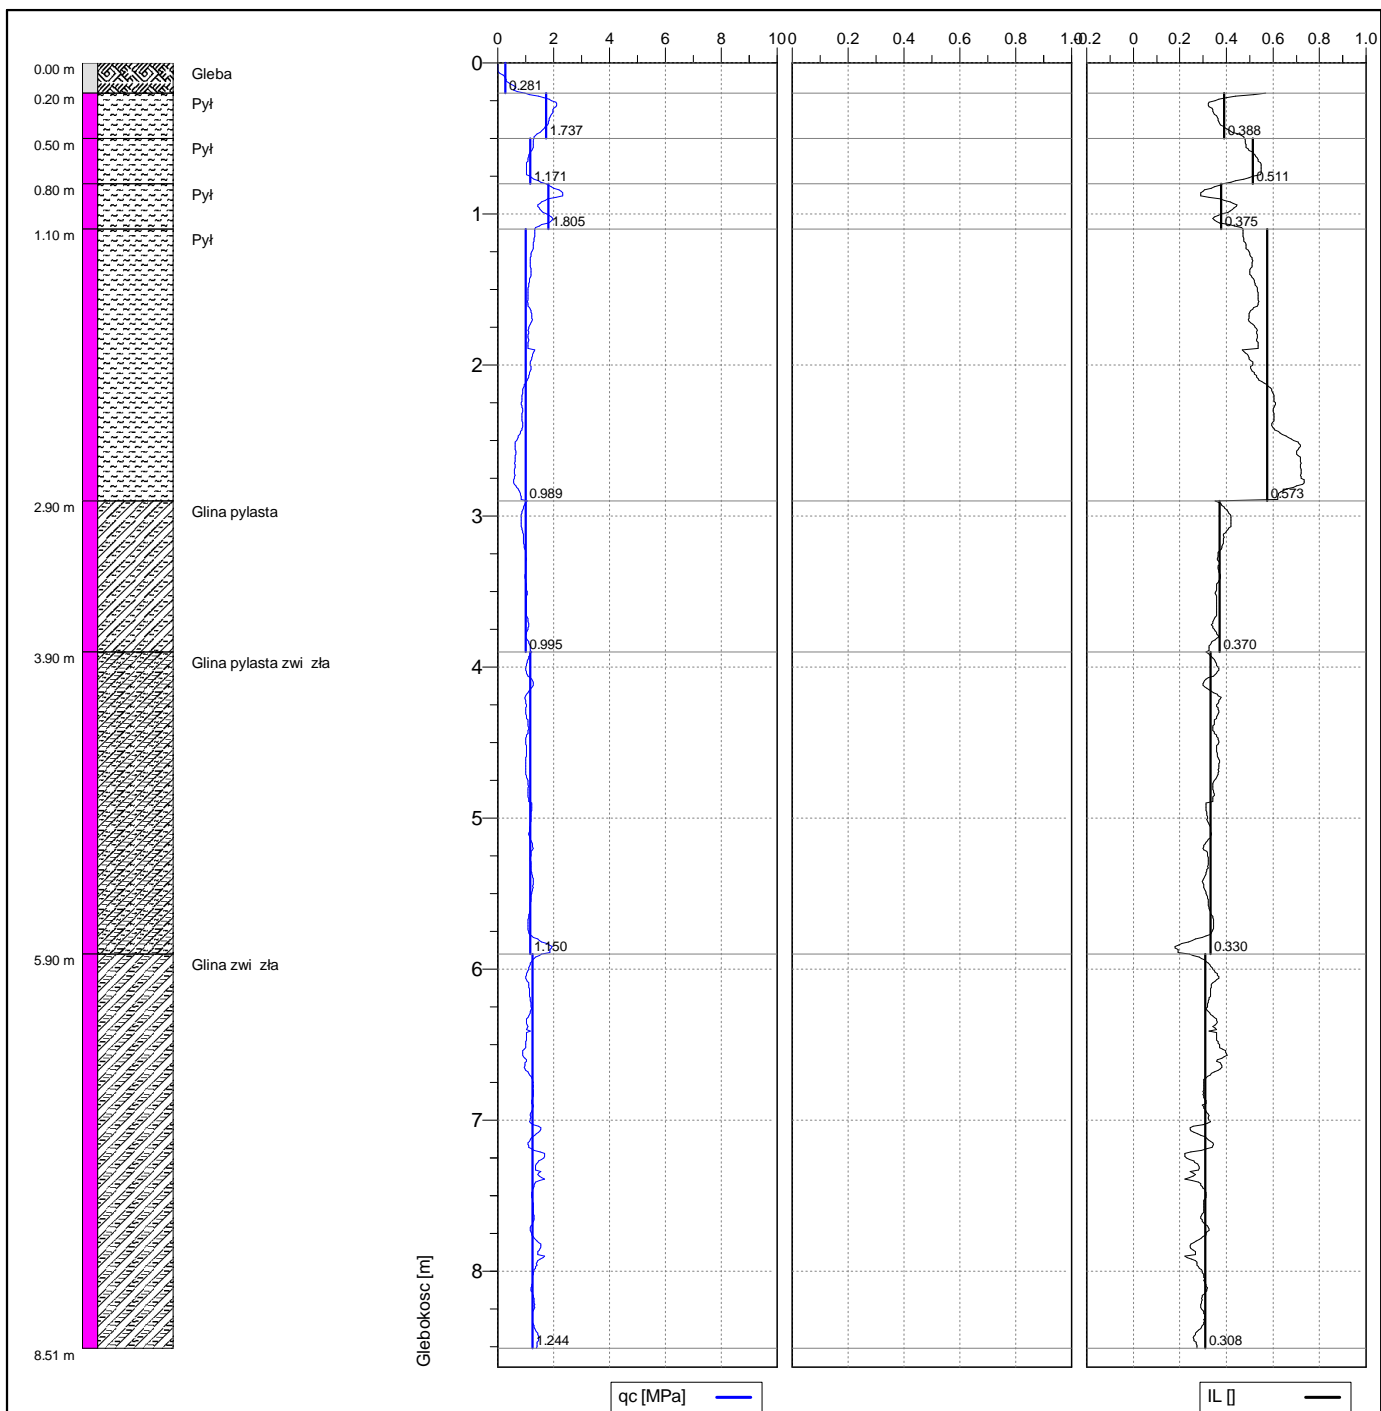 0 2 4 6 8 10
0 0.2 0.4 0.6 0.8 1.0
-0.2 0 0.2 0.4 0.6 0.8 1.0
0.00 m Gleba 0 0.281
0.20 m Pył 1.737 0.388
0.50 m Pył 1.171 0.511
0.80 m Pył 1 1.805 0.375
1.10 m Pył
2
0.989 0.573
2.90 m Glina pylasta
3
0.995 0.370
3.90 m Glina pylasta zwi zła
4
5
1.150 0.330
5.90 m Glina zwi zła
6
7
8
1.244 0.308
8.51 m
Glebokosc [m]
qc [MPa]
IL []